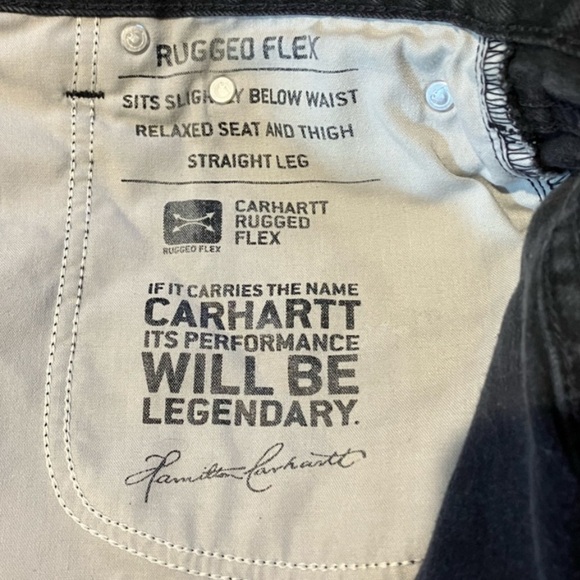 RUGGED FLEX
SITS SLIGHTLY BELOW WAIST
RELAXED SEAT AND THIGH
STRAIGHT LEG
CARHARTT
RUGGED
FLEX
RUGGED FLEX
IF IT CARRIES THE NAME
CARHARTT
ITS PERFORMANCE
WILL BE
LEGENDARY.
Hamilton Carhartt